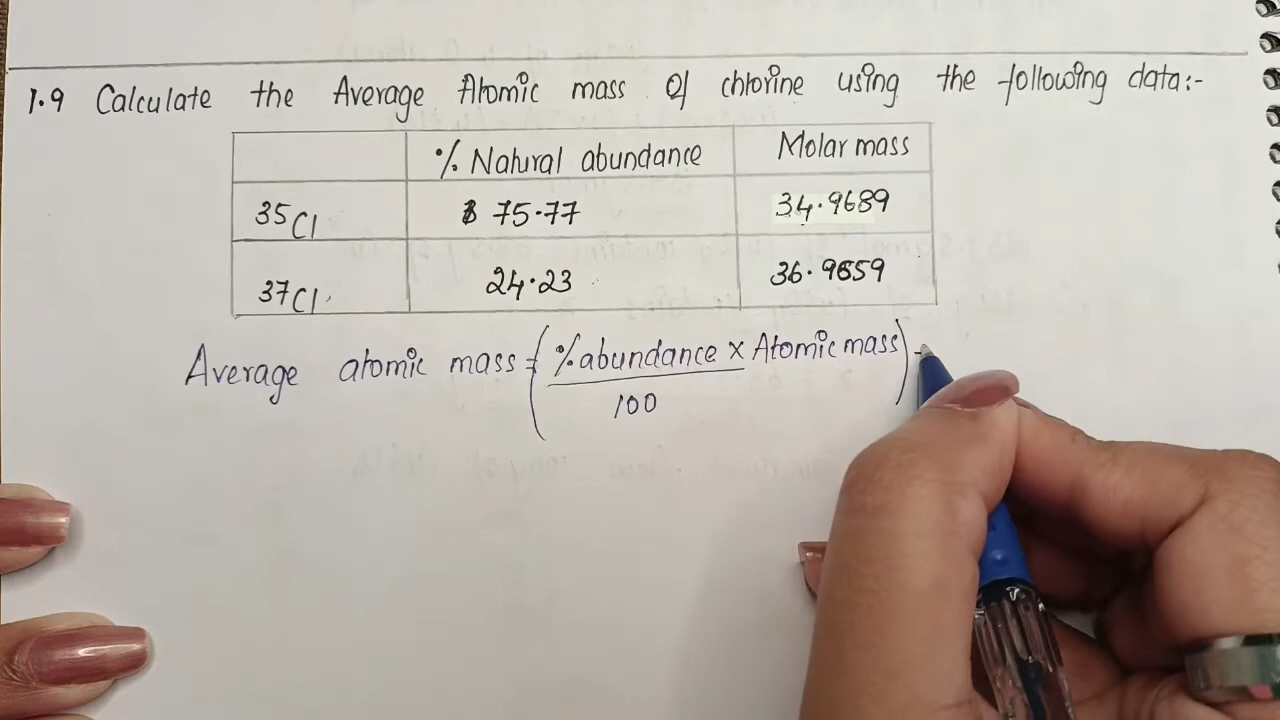 1.9 Calculate the Average Atomic mass of chlorine using the following data:-
% Natural abundance Molar mass
35Cl 75.77 34.9689
37Cl 24.23 36.9659
Average atomic mass = (% abundance x Atomic mass)
100